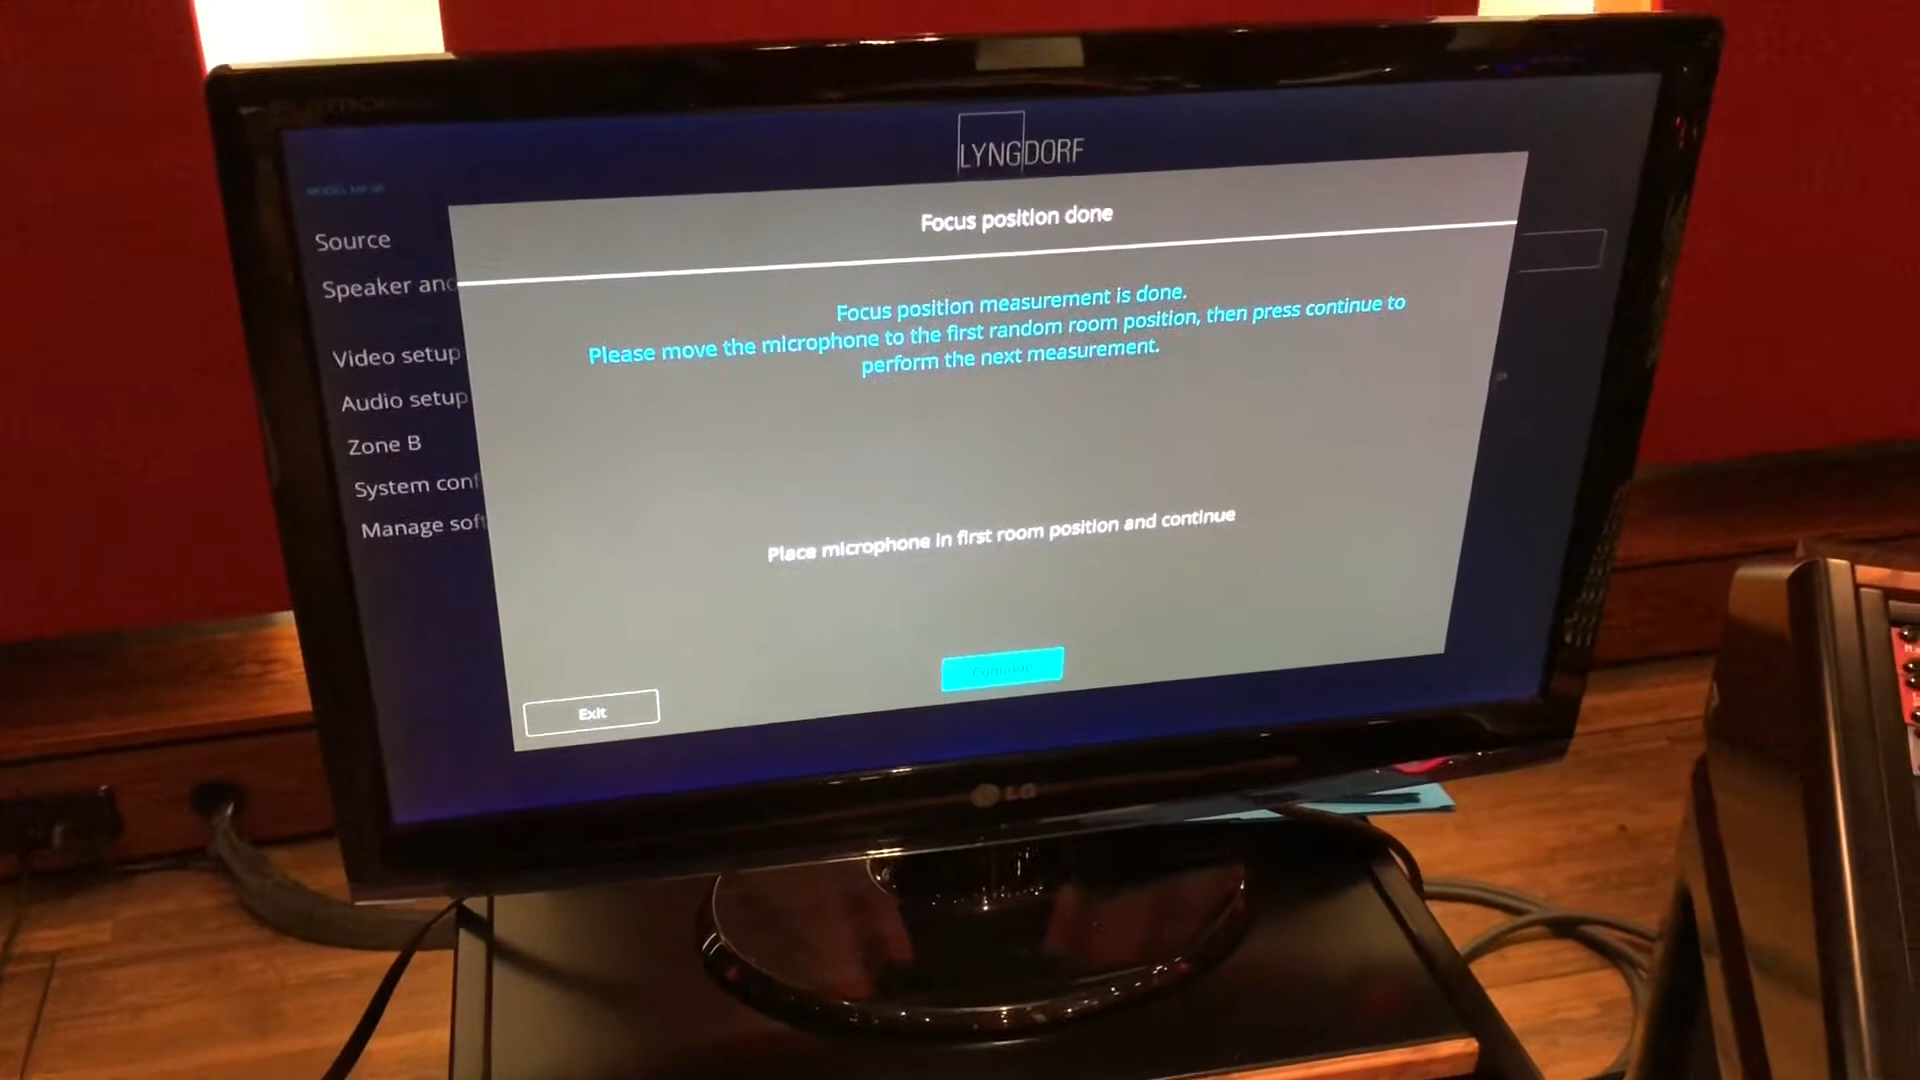 LYNGDORF
Source
Speaker and
Video setup
Audio setup
Zone B
System conf
Manage soft
Focus position done
Focus position measurement is done.
Please move the microphone to the first random room position, then press continue to
perform the next measurement.
Place microphone in first room position and continue
Continue
Exit
LG